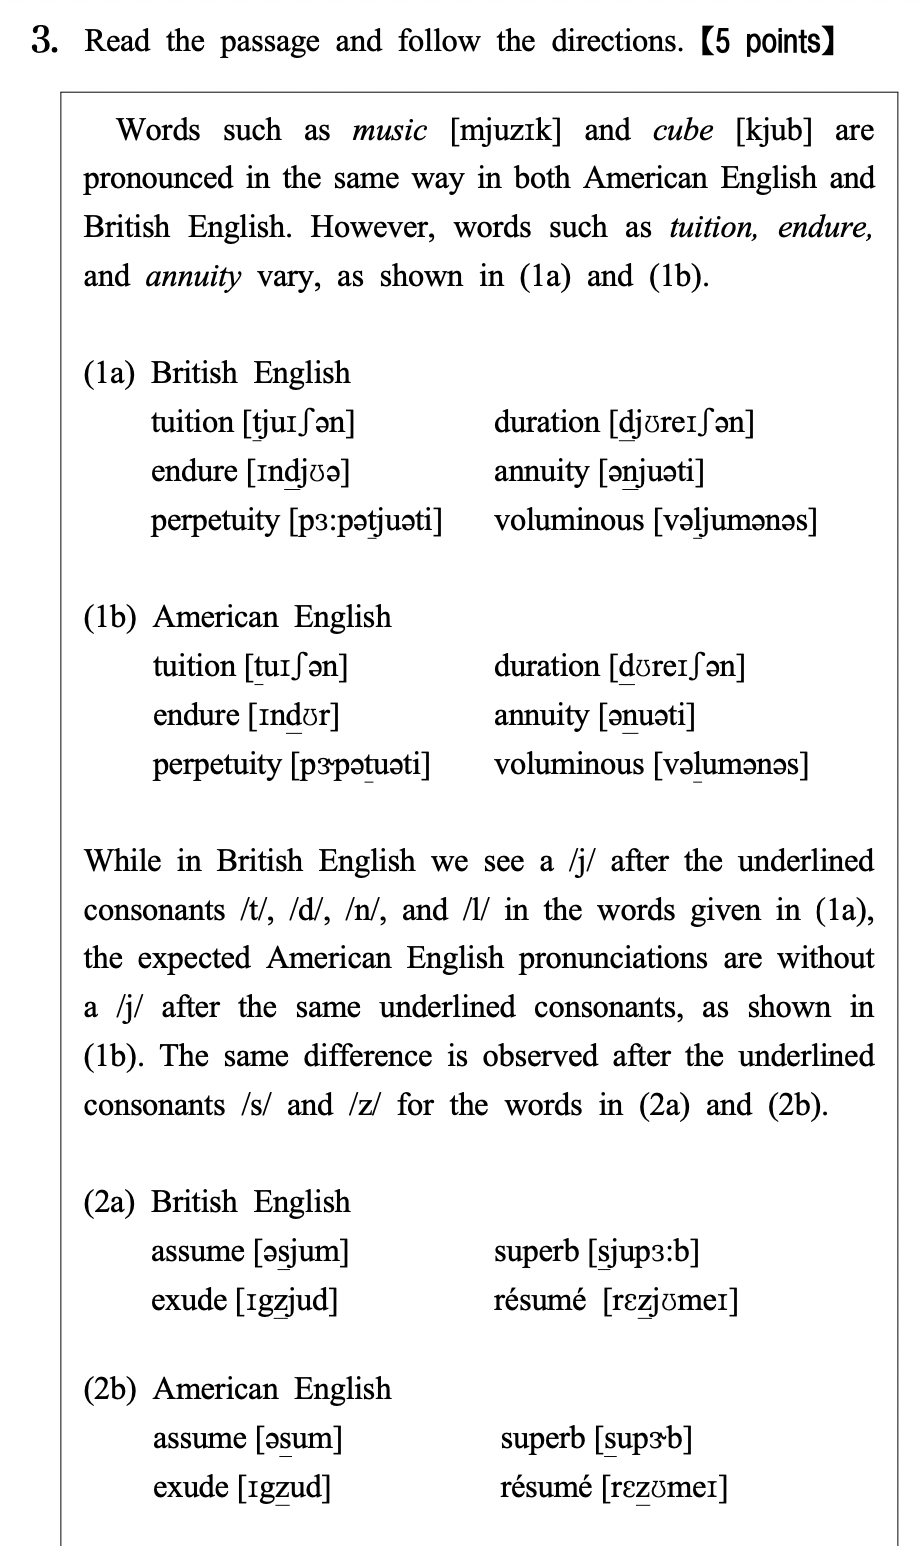 3. Read the passage and follow the directions.【5 points】
Words such as music [mjuzɪk] and cube [kjub] are
pronounced in the same way in both American English and
British English. However, words such as tuition, endure,
and annuity vary, as shown in (1a) and (1b).
(1a) British English
tuition [tjuɪʃən] duration [djʊreɪʃən]
endure [ɪndjʊə] annuity [ənjuəti]
perpetuity [pɜ:pətjuəti] voluminous [vəljumənəs]
(1b) American English
tuition [tuɪʃən] duration [dʊreɪʃən]
endure [ɪndʊr] annuity [ənuəti]
perpetuity [pɝpətuəti] voluminous [vəlumənəs]
While in British English we see a /j/ after the underlined
consonants /t/, /d/, /n/, and /l/ in the words given in (1a),
the expected American English pronunciations are without
a /j/ after the same underlined consonants, as shown in
(1b). The same difference is observed after the underlined
consonants /s/ and /z/ for the words in (2a) and (2b).
(2a) British English
assume [əsjum] superb [sjupɜ:b]
exude [ɪgzjud] résumé [rɛzjʊmeɪ]
(2b) American English
assume [əsum] superb [supɝb]
exude [ɪgzud] résumé [rɛzʊmeɪ]